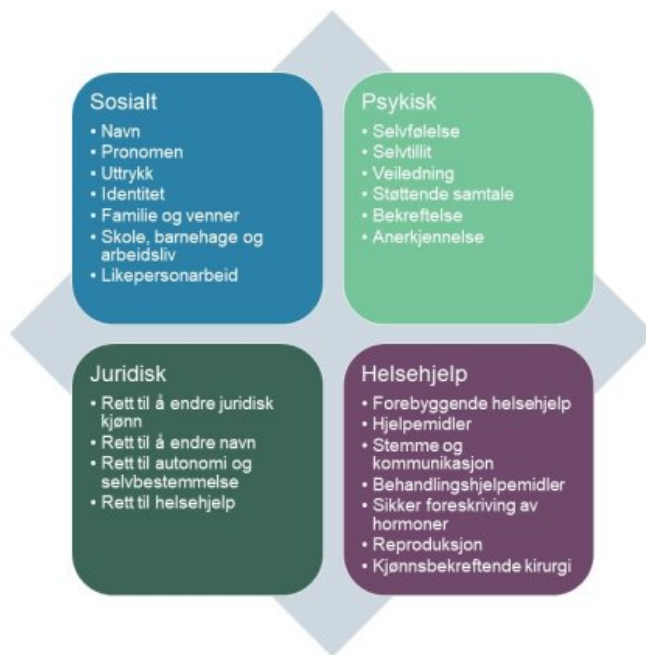 Sosialt
• Navn
• Pronomen
• Uttrykk
• Identitet
• Familie og venner
• Skole, barnehage og
arbeidsliv
• Likepersonarbeid
Psykisk
• Selvfølelse
• Selvtillit
• Veiledning
• Støttende samtale
• Bekreftelse
• Anerkjennelse
Juridisk
• Rett til å endre juridisk
kjønn
• Rett til å endre navn
• Rett til autonomi og
selvbestemmelse
• Rett til helsehjelp
Helsehjelp
• Forebyggende helsehjelp
• Hjelpemidler
• Stemme og
kommunikasjon
• Behandlingshjelpemidler
• Sikker foreskriving av
hormoner
• Reproduksjon
• Kjønnsbekreftende kirurgi